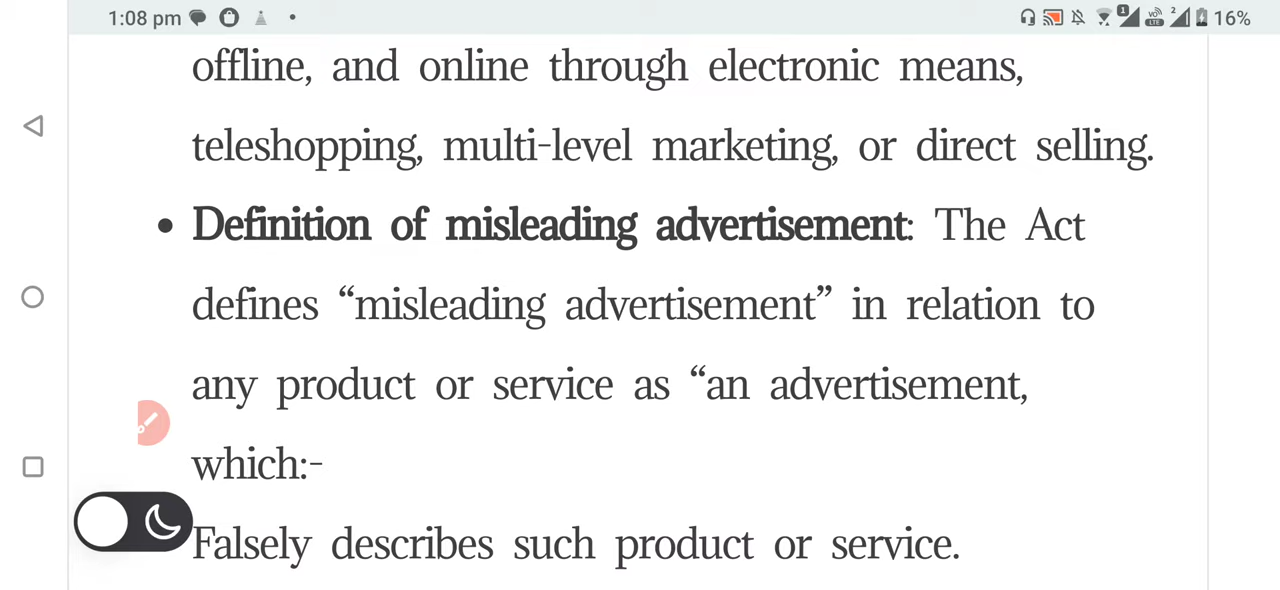 1:08 pm 16%
offline, and online through electronic means,
teleshopping, multi-level marketing, or direct selling.
• Definition of misleading advertisement: The Act
defines “misleading advertisement” in relation to
any product or service as “an advertisement,
which:-
Falsely describes such product or service.